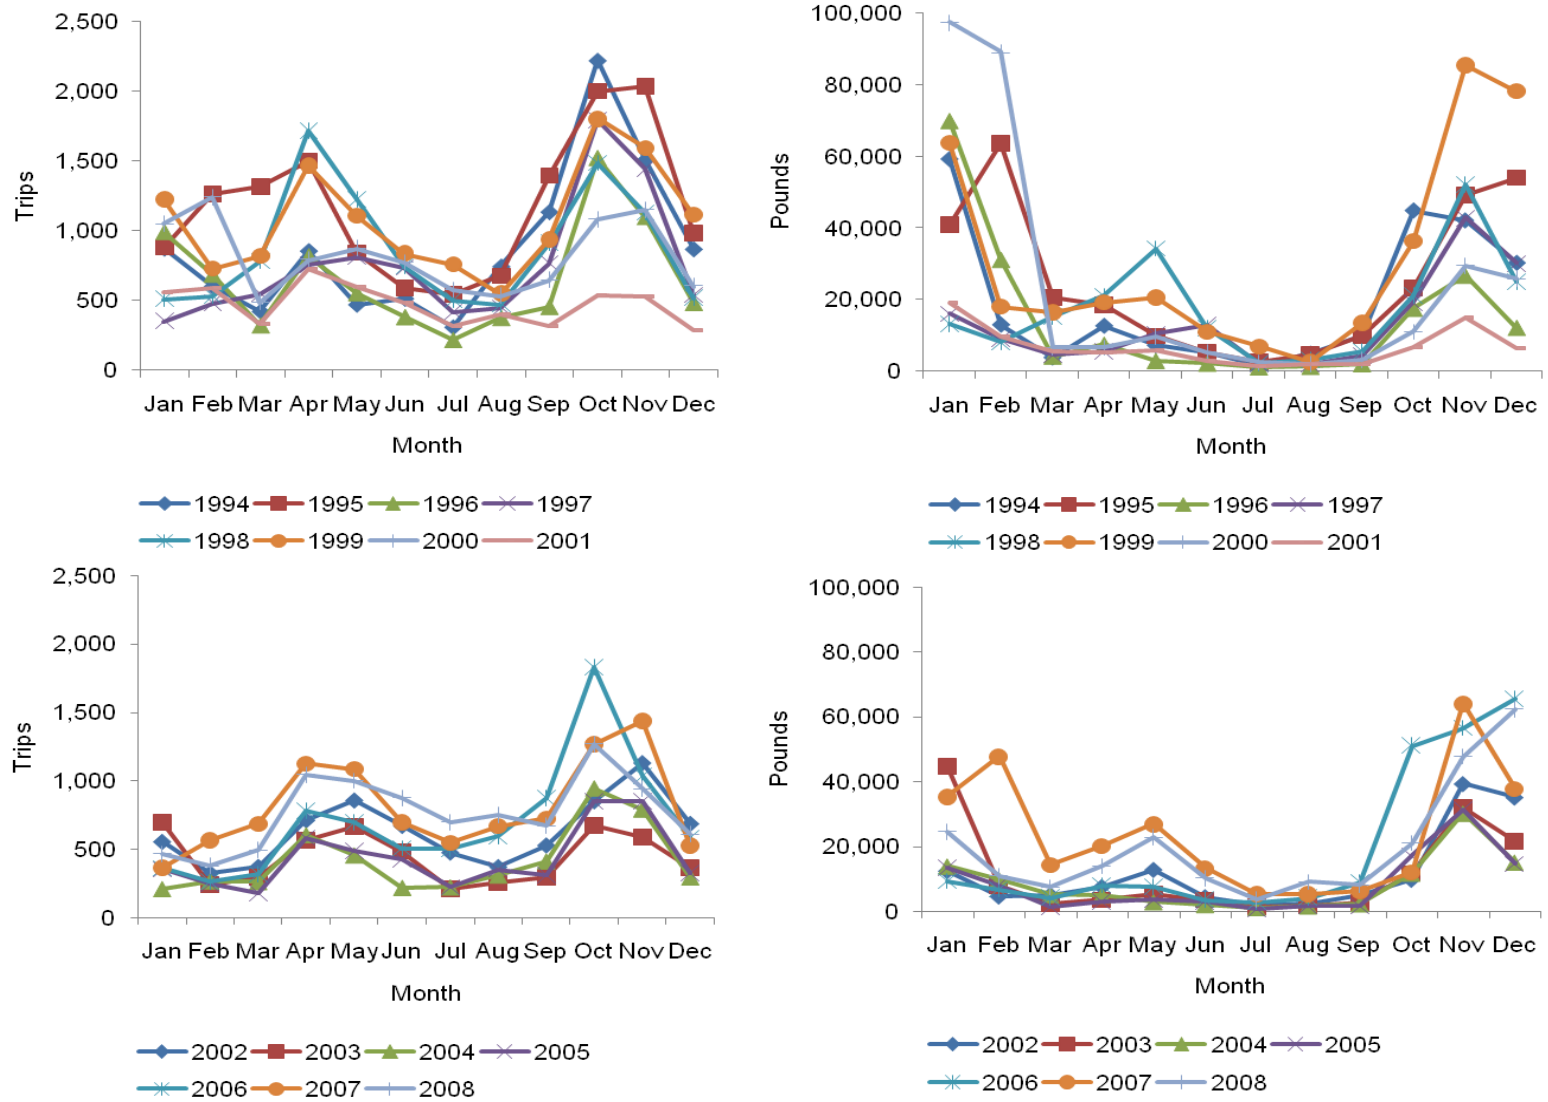 2,500
2,000
1,500
1,000
500
0
Trips
Jan Feb Mar Apr May Jun Jul Aug Sep Oct Nov Dec
Month
1994 1995 1996 1997
1998 1999 2000 2001
100,000
80,000
60,000
40,000
20,000
0
Pounds
Jan Feb Mar Apr May Jun Jul Aug Sep Oct Nov Dec
Month
1994 1995 1996 1997
1998 1999 2000 2001
2,500
2,000
1,500
1,000
500
0
Trips
Jan Feb Mar Apr May Jun Jul Aug Sep Oct Nov Dec
Month
2002 2003 2004 2005
2006 2007 2008
100,000
80,000
60,000
40,000
20,000
0
Pounds
Jan Feb Mar Apr May Jun Jul Aug Sep Oct Nov Dec
Month
2002 2003 2004 2005
2006 2007 2008